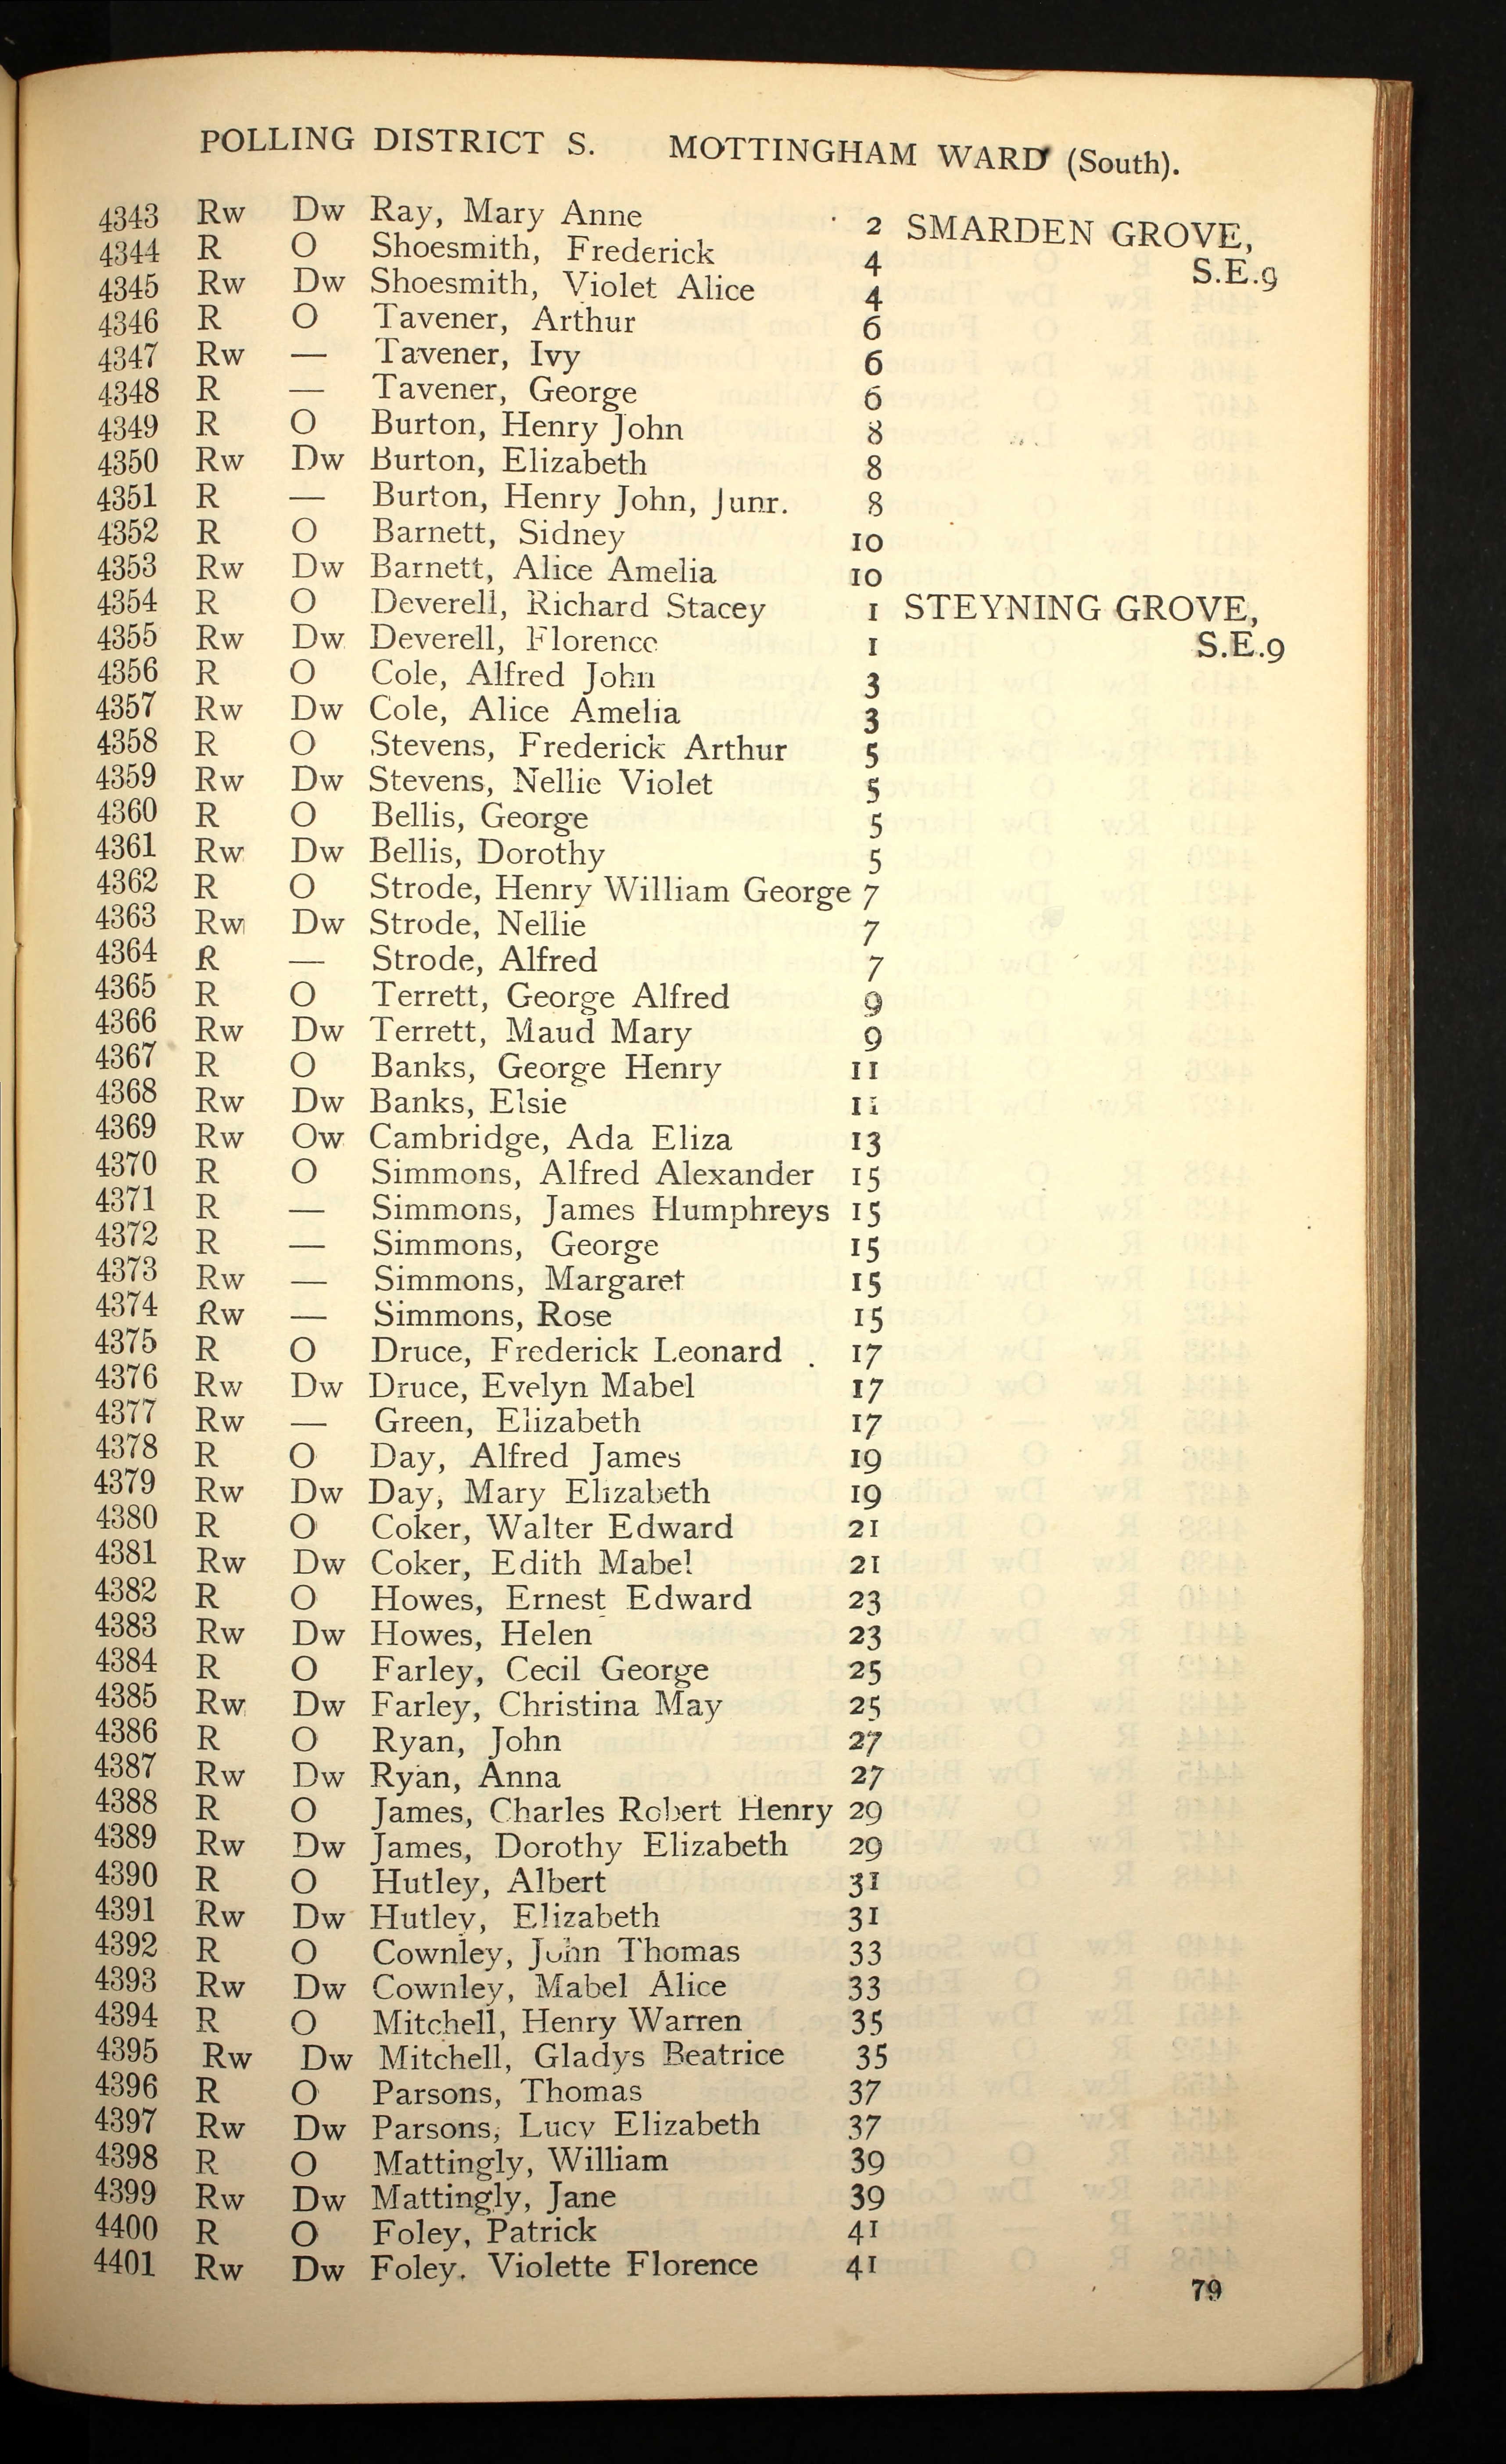 POLLING DISTRICT S. MOTTINGHAM WARD (South).
4343 Rw Dw Ray, Mary Anne 2 SMARDEN GROVE,
4344 R O Shoesmith, Frederick 4 S.E.9
4345 Rw Dw Shoesmith, Violet Alice 4
4346 R O Tavener, Arthur 6
4347 Rw — Tavener, Ivy 6
4348 R — Tavener, George 6
4349 R O Burton, Henry John 8
4350 Rw Dw Burton, Elizabeth 8
4351 R — Burton, Henry John, Junr. 8
4352 R O Barnett, Sidney 10
4353 Rw Dw Barnett, Alice Amelia 10
4354 R O Deverell, Richard Stacey 1 STEYNING GROVE,
4355 Rw Dw Deverell, Florence 1 S.E.9
4356 R O Cole, Alfred John 3
4357 Rw Dw Cole, Alice Amelia 3
4358 R O Stevens, Frederick Arthur 5
4359 Rw Dw Stevens, Nellie Violet 5
4360 R O Bellis, George 5
4361 Rw Dw Bellis, Dorothy 5
4362 R O Strode, Henry William George 7
4363 Rw Dw Strode, Nellie 7
4364 R — Strode, Alfred 7
4365 R O Terrett, George Alfred 9
4366 Rw Dw Terrett, Maud Mary 9
4367 R O Banks, George Henry 11
4368 Rw Dw Banks, Elsie 11
4369 Rw Ow Cambridge, Ada Eliza 13
4370 R O Simmons, Alfred Alexander 15
4371 R — Simmons, James Humphreys 15
4372 R — Simmons, George 15
4373 Rw — Simmons, Margaret 15
4374 Rw — Simmons, Rose 15
4375 R O Druce, Frederick Leonard . 17
4376 Rw Dw Druce, Evelyn Mabel 17
4377 Rw — Green, Elizabeth 17
4378 R O Day, Alfred James 19
4379 Rw Dw Day, Mary Elizabeth 19
4380 R O Coker, Walter Edward 21
4381 Rw Dw Coker, Edith Mabel 21
4382 R O Howes, Ernest Edward 23
4383 Rw Dw Howes, Helen 23
4384 R O Farley, Cecil George 25
4385 Rw Dw Farley, Christina May 25
4386 R O Ryan, John 27
4387 Rw Dw Ryan, Anna 27
4388 R O James, Charles Robert Henry 29
4389 Rw Dw James, Dorothy Elizabeth 29
4390 R O Hutley, Albert 31
4391 Rw Dw Hutley, Elizabeth 31
4392 R O Cownley, John Thomas 33
4393 Rw Dw Cownley, Mabel Alice 33
4394 R O Mitchell, Henry Warren 35
4395 Rw Dw Mitchell, Gladys Beatrice 35
4396 R O Parsons, Thomas 37
4397 Rw Dw Parsons, Lucy Elizabeth 37
4398 R O Mattingly, William 39
4399 Rw Dw Mattingly, Jane 39
4400 R O Foley, Patrick 41
4401 Rw Dw Foley. Violette Florence 41
79